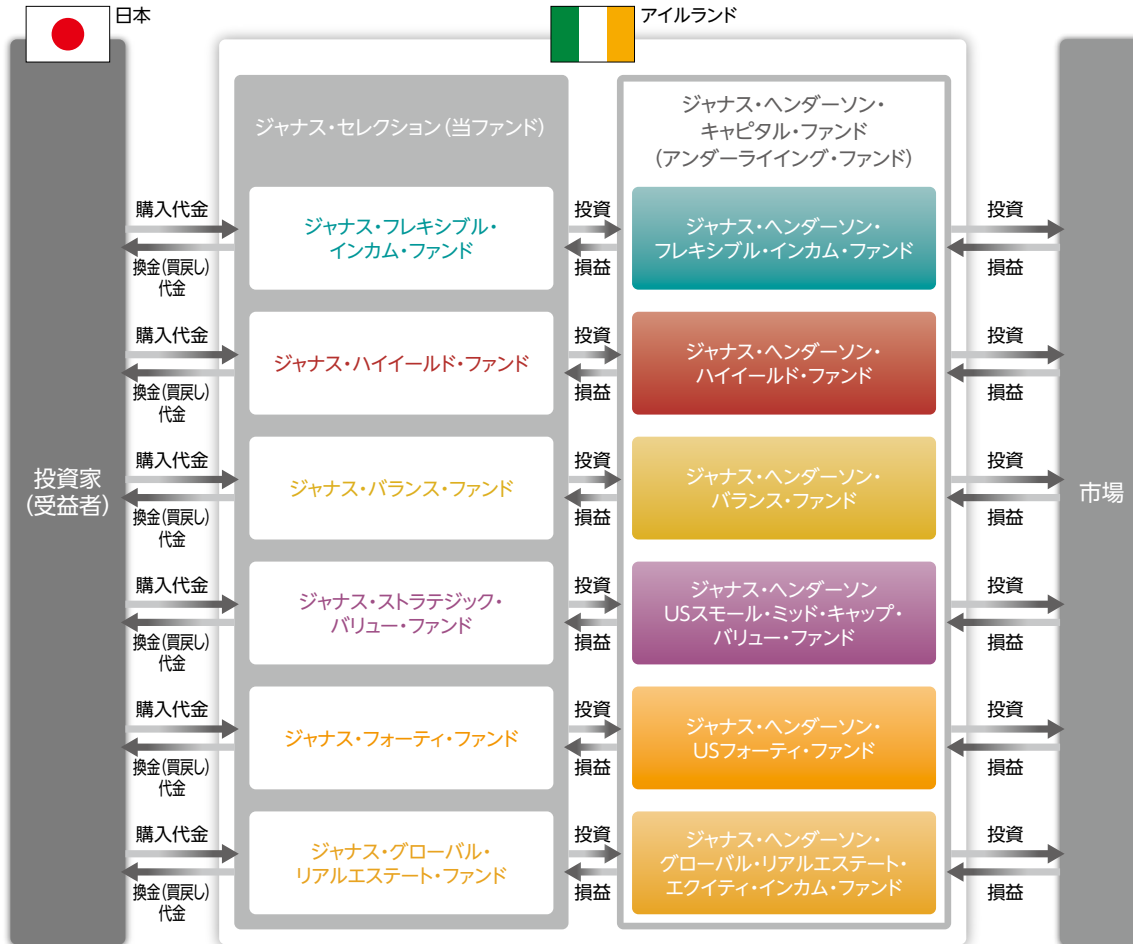 日本
アイルランド
ジャナス・セレクション(当ファンド)
ジャナス・ヘンダーソン・
キャピタル・ファンド
(アンダーライイング・ファンド)
投資家
(受益者)
市場
購入代金
換金(買戻し)
代金
ジャナス・フレキシブル・
インカム・ファンド
投資
損益
ジャナス・ヘンダーソン・
フレキシブル・インカム・ファンド
投資
損益
購入代金
換金(買戻し)
代金
ジャナス・ハイイールド・ファンド
投資
損益
ジャナス・ヘンダーソン・
ハイイールド・ファンド
投資
損益
購入代金
換金(買戻し)
代金
ジャナス・バランス・ファンド
投資
損益
ジャナス・ヘンダーソン・
バランス・ファンド
投資
損益
購入代金
換金(買戻し)
代金
ジャナス・ストラテジック・
バリュー・ファンド
投資
損益
ジャナス・ヘンダーソン
USスモール・ミッド・キャップ・
バリュー・ファンド
投資
損益
購入代金
換金(買戻し)
代金
ジャナス・フォーティ・ファンド
投資
損益
ジャナス・ヘンダーソン・
USフォーティ・ファンド
投資
損益
購入代金
換金(買戻し)
代金
ジャナス・グローバル・
リアルエステート・ファンド
投資
損益
ジャナス・ヘンダーソン・
グローバル・リアルエステート・
エクイティ・インカム・ファンド
投資
損益